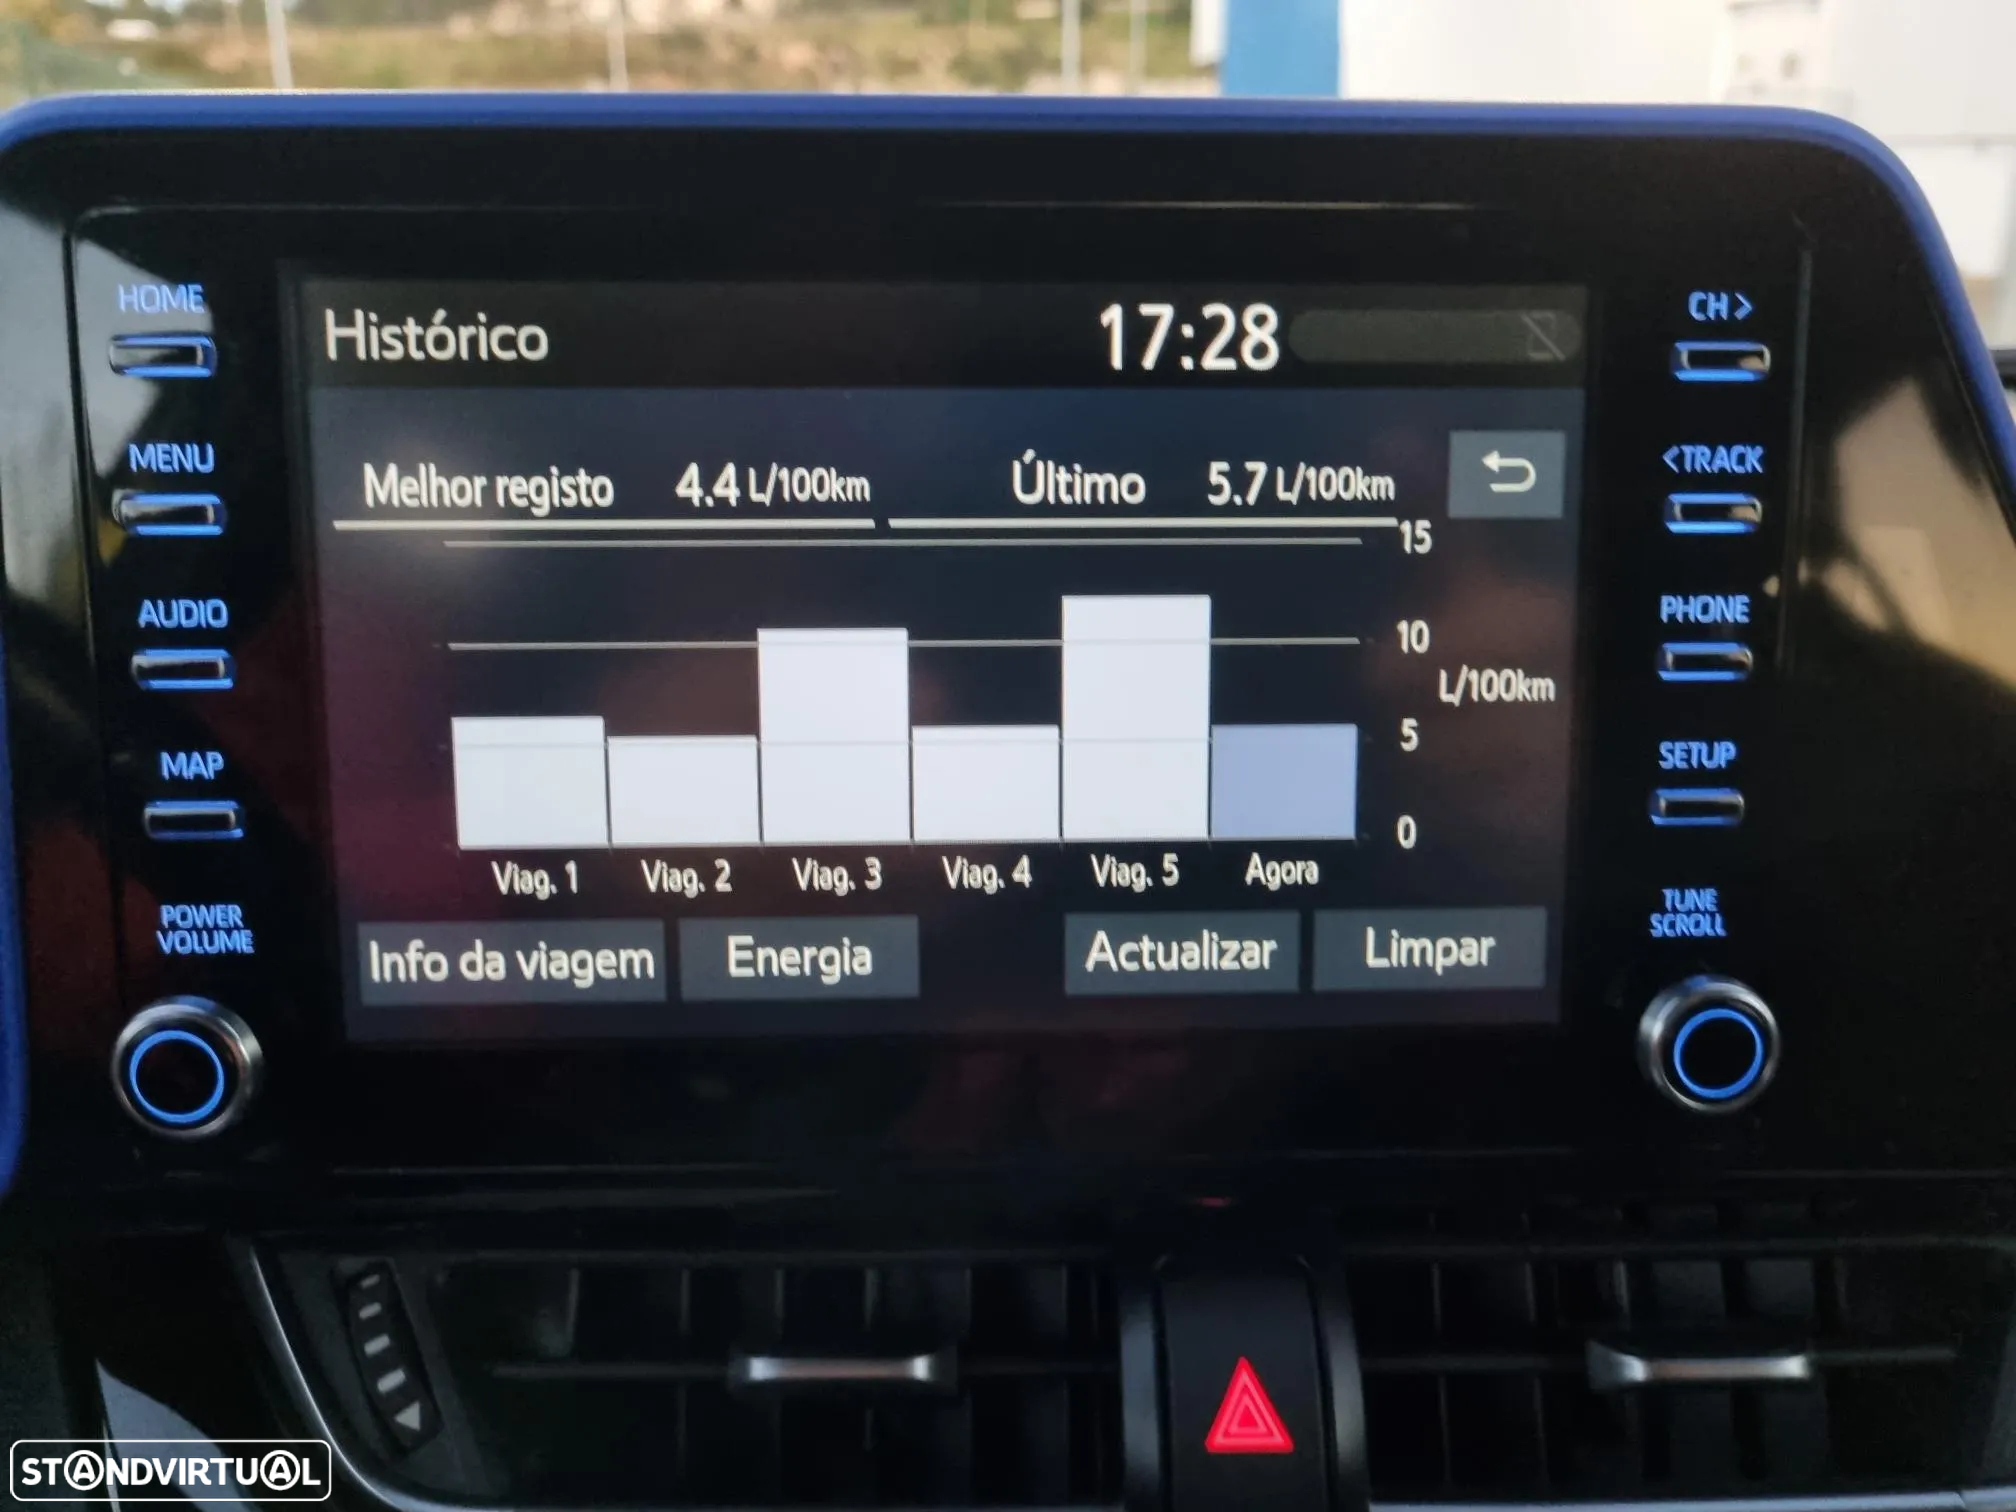 HOME
MENU
AUDIO
MAP
POWER
VOLUME
Histórico 17:28
Melhor registo 4.4 L/100km Último 5.7 L/100km
15
10
L/100km
5
0
Viag. 1 Viag. 2 Viag. 3 Viag. 4 Viag. 5 Agora
Info da viagem Energia Actualizar Limpar
CH >
< TRACK
PHONE
SETUP
TUNE
SCROLL
STANDVIRTUAL